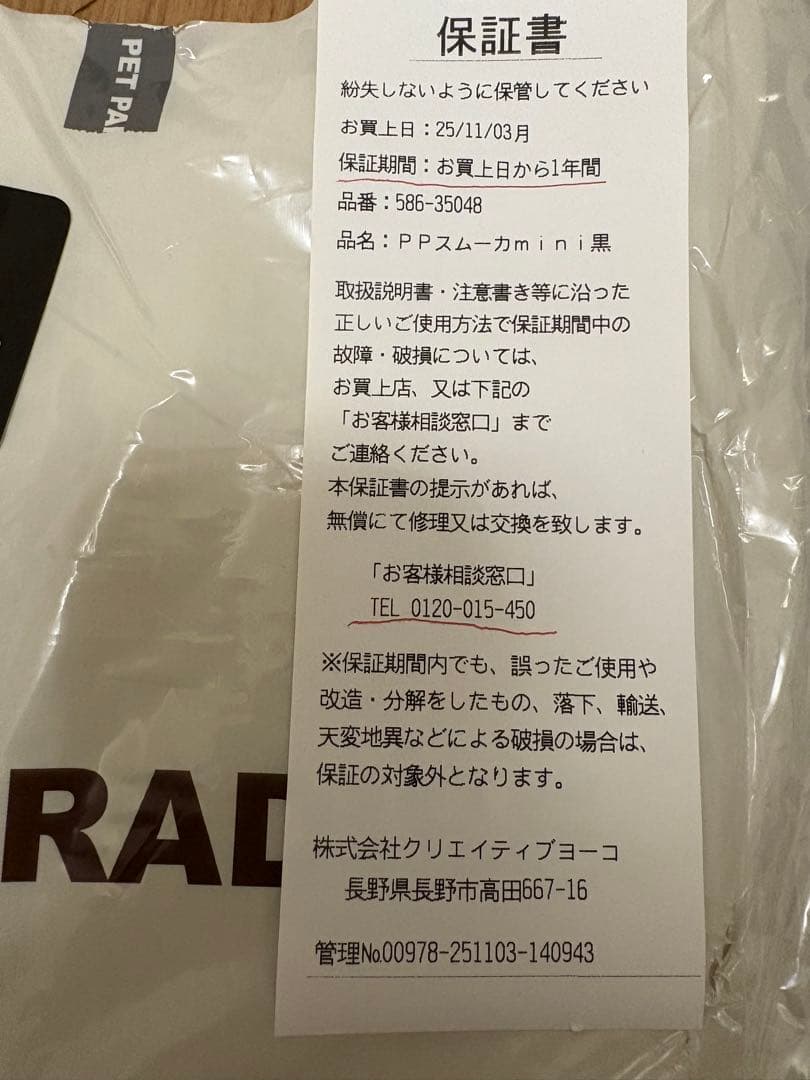 PET PA
保証書
紛失しないように保管してください
お買上日：25/11/03月
保証期間：お買上日から1年間
品番：586-35048
品名：ＰＰスムーカｍｉｎｉ黒
取扱説明書・注意書き等に沿った
正しいご使用方法で保証期間中の
故障・破損については、
お買上店、又は下記の
「お客様相談窓口」まで
ご連絡ください。
本保証書の提示があれば、
無償にて修理又は交換を致します。
「お客様相談窓口」
TEL 0120-015-450
※保証期間内でも、誤ったご使用や
改造・分解をしたもの、落下、輸送、
天変地異などによる破損の場合は、
保証の対象外となります。
RAD
株式会社クリエイティブヨーコ
長野県長野市高田667-16
管理№00978-251103-140943